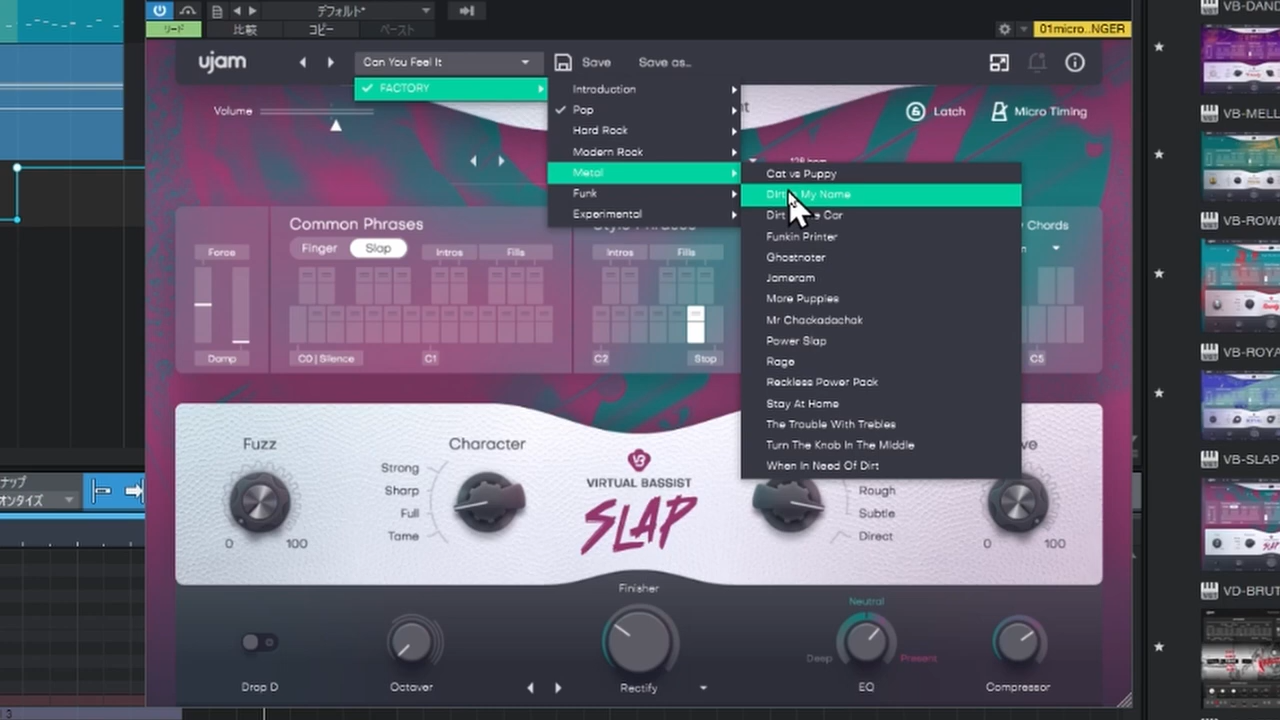 デフォルト*
リード 比較 コピー ペースト 01micro..NGER
ujam Can You Feel It Save Save as..
FACTORY
Volume
Latch Micro Timing
Introduction
Pop
Hard Rock
Modern Rock
Metal
Funk
Experimental
Cat vs Puppy
My Name
Dirt Car
Funkin Printer
Ghostnoter
Jameram
More Puppies
Mr Chackadachak
Power Slap
Rage
Reckless Power Pack
Stay At Home
The Trouble With Trebles
Turn The Knob In The Middle
When In Need Of Dirt
Common Phrases
Finger Slap Intros Fills
Force
Damp
C0 | Silence C1
Intros Fills
C2 Stop
Chords
C5
Fuzz
0 100
Character
Strong
Sharp
Full
Tame
VIRTUAL BASSIST
SLAP
Rough
Subtle
Direct
0 100
Finisher
Neutral
Deep Present
Drop D Octaver Rectify EQ Compressor
3
VB-DAND
VB-MELL
VB-ROW
VB-ROYA
VB-SLAP
VD-BRUT